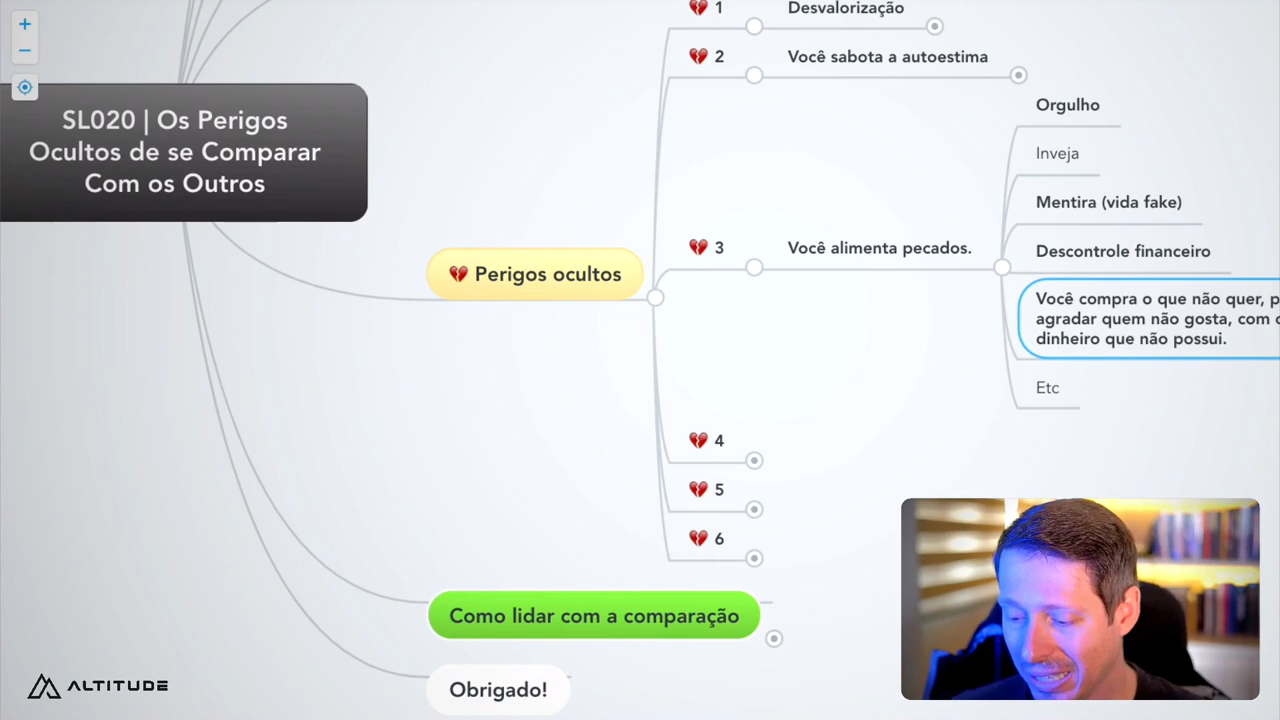 SL020 | Os Perigos
Ocultos de se Comparar
Com os Outros
💔 Perigos ocultos
💔 1
Desvalorização
💔 2
Você sabota a autoestima
💔 3
Você alimenta pecados.
Orgulho
Inveja
Mentira (vida fake)
Descontrole financeiro
Você compra o que não quer,
agradar quem não gosta, com
dinheiro que não possui.
Etc
💔 4
💔 5
💔 6
Como lidar com a comparação
Obrigado!
ALTITUDE